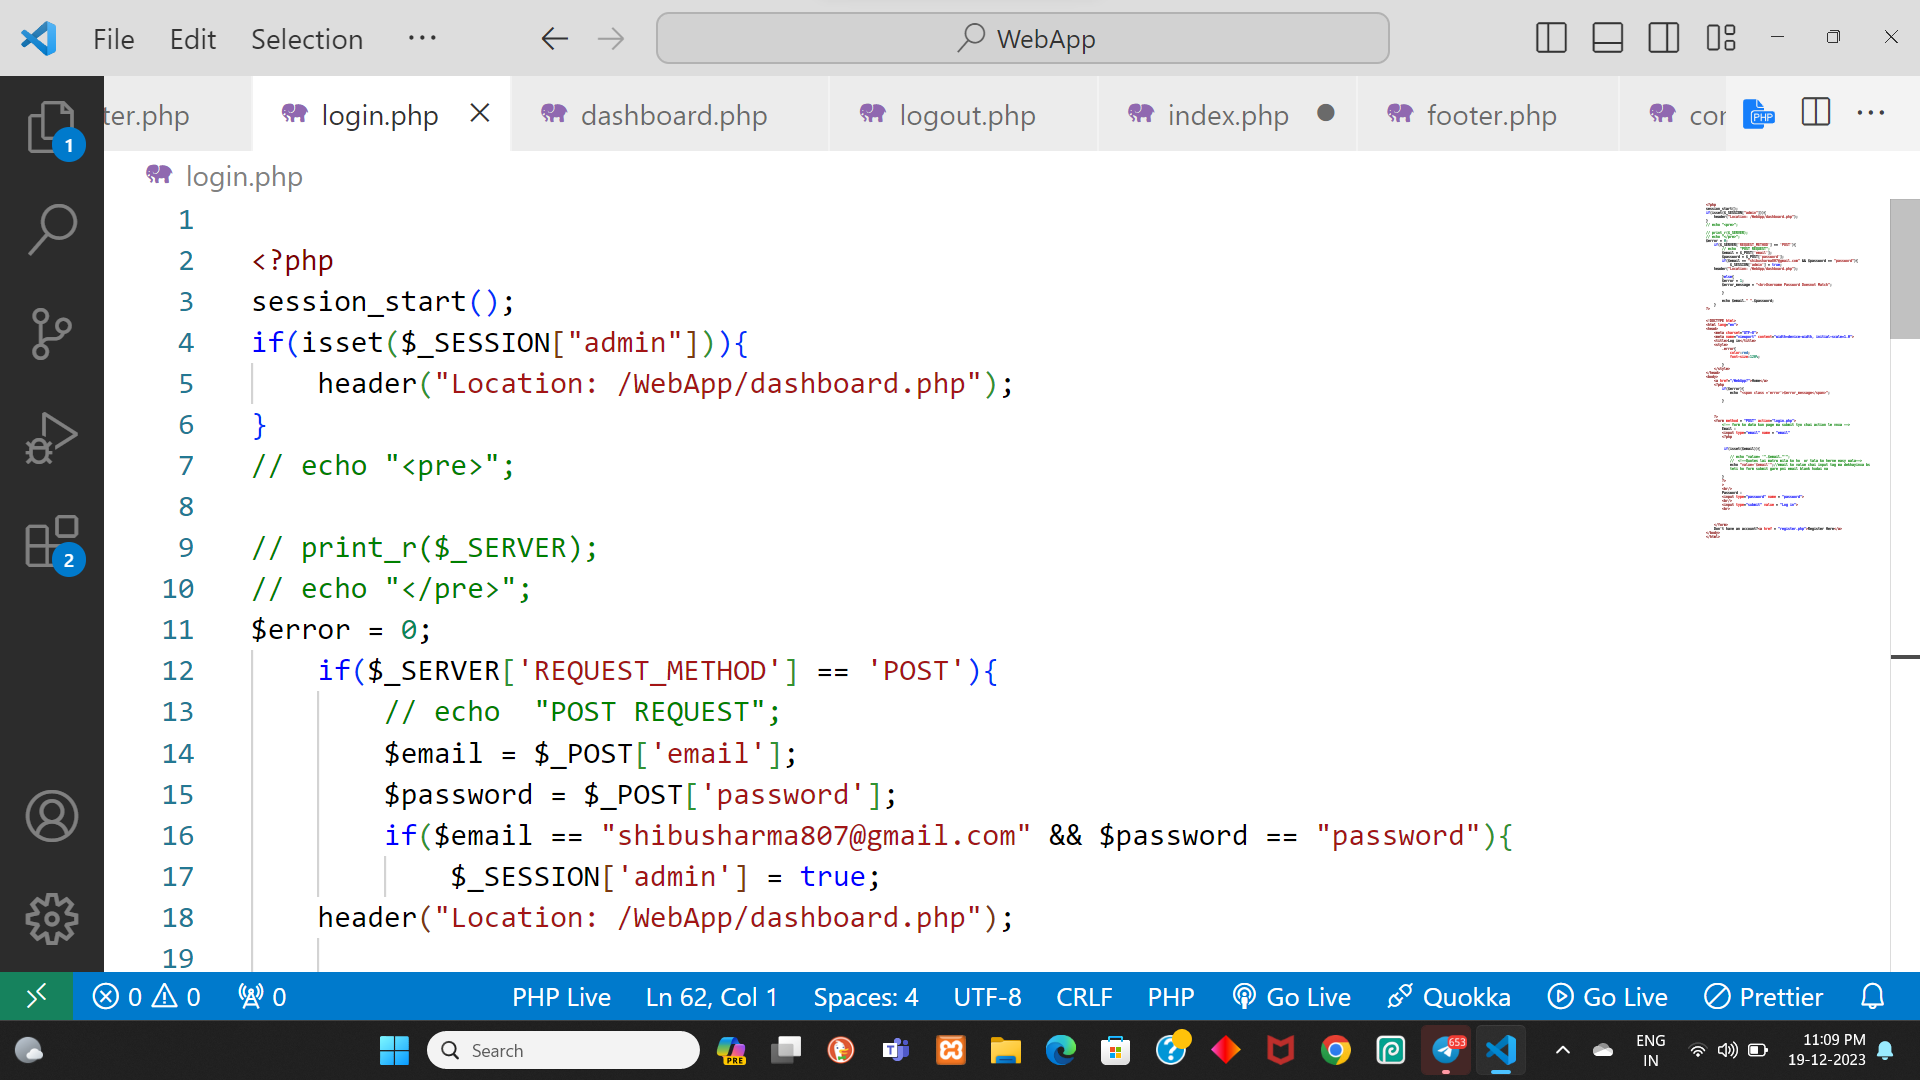 File Edit Selection ··· WebApp
ter.php login.php dashboard.php logout.php index.php footer.php cor PHP
1
login.php
1
2 <?php
3 session_start();
4 if(isset($_SESSION["admin"])){
5 header("Location: /WebApp/dashboard.php");
6 }
7 // echo "<pre>";
8
9 // print_r($_SERVER);
10 // echo "</pre>";
11 $error = 0;
12 if($_SERVER['REQUEST_METHOD'] == 'POST'){
13 // echo  "POST REQUEST";
14 $email = $_POST['email'];
15 $password = $_POST['password'];
16 if($email == "shibusharma807@gmail.com" && $password == "password"){
17 $_SESSION['admin'] = true;
18 header("Location: /WebApp/dashboard.php");
19
2
0 0 0 PHP Live Ln 62, Col 1 Spaces: 4 UTF-8 CRLF PHP Go Live Quokka Go Live Prettier
Search PRE 653 ENG IN 11:09 PM 19-12-2023